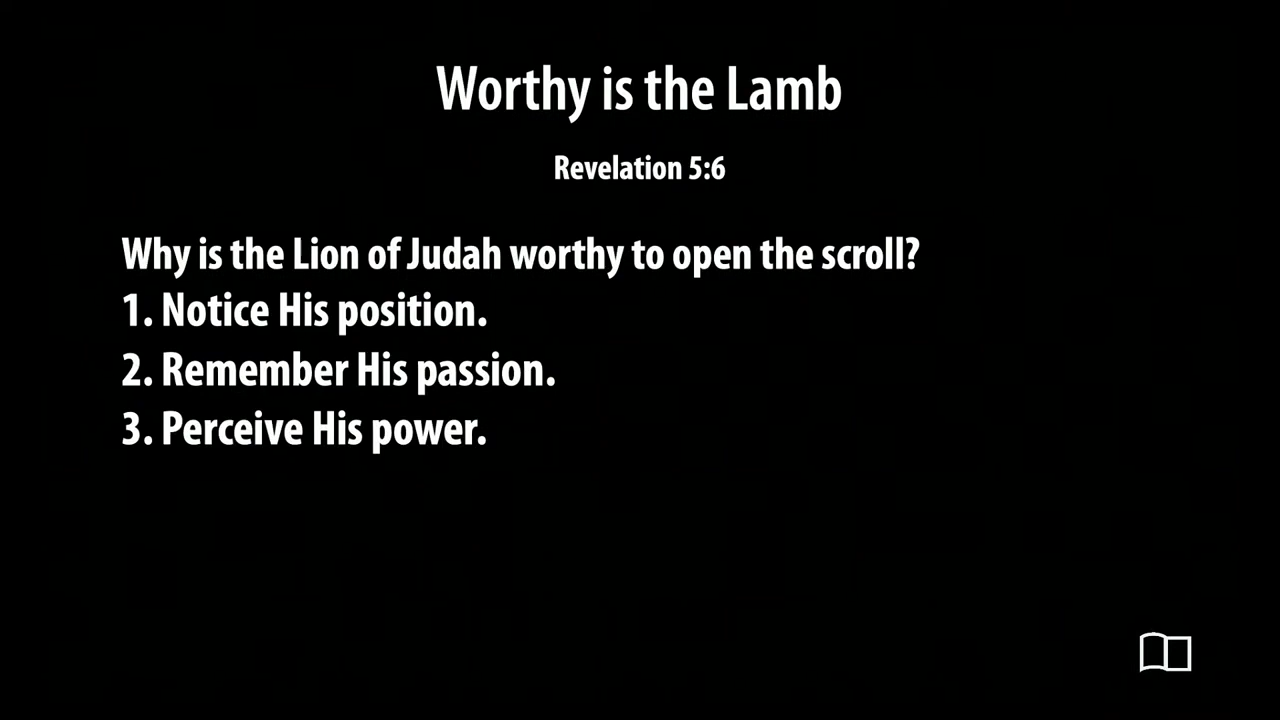 Worthy is the Lamb
Revelation 5:6
Why is the Lion of Judah worthy to open the scroll?
1. Notice His position.
2. Remember His passion.
3. Perceive His power.